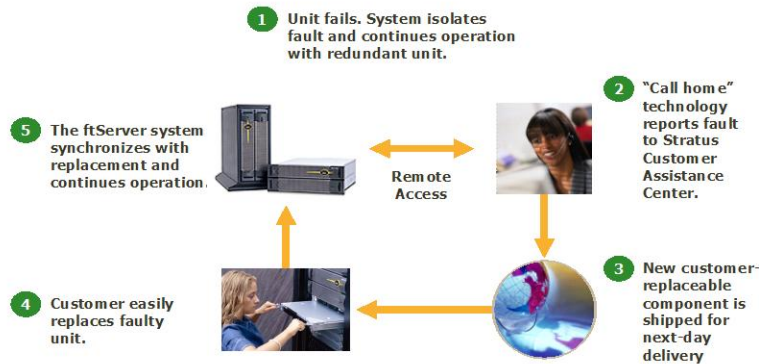 1 Unit fails. System isolates
fault and continues operation
with redundant unit.
2 “Call home”
technology
reports fault
to Stratus
Customer
Assistance
Center.
5 The ftServer system
synchronizes with
replacement and
continues operation.
Remote
Access
3 New customer-
replaceable
component is
shipped for
next-day
delivery
4 Customer easily
replaces faulty
unit.